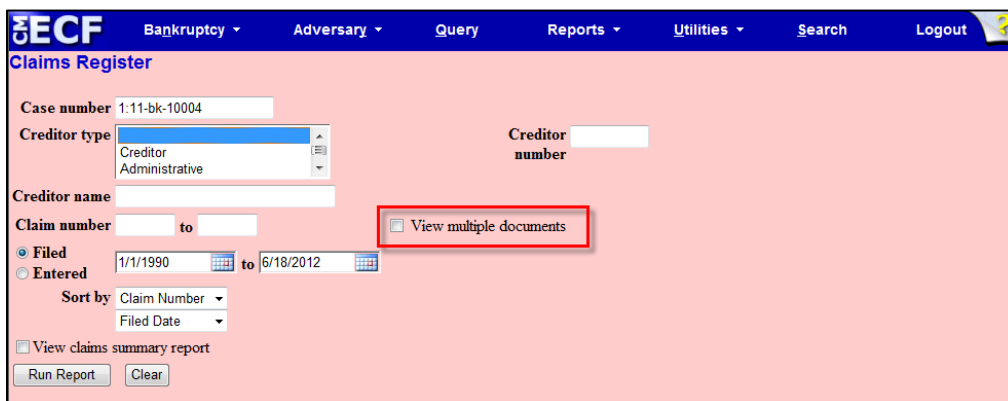 CM ECF Bankruptcy Adversary Query Reports Utilities Search Logout ?
Claims Register
Case number 1:11-bk-10004
Creditor type
Creditor
Administrative
Creditor number
Creditor name
Claim number to
View multiple documents
Filed
Entered
1/1/1990 to 6/18/2012
Sort by Claim Number
Filed Date
View claims summary report
Run Report Clear